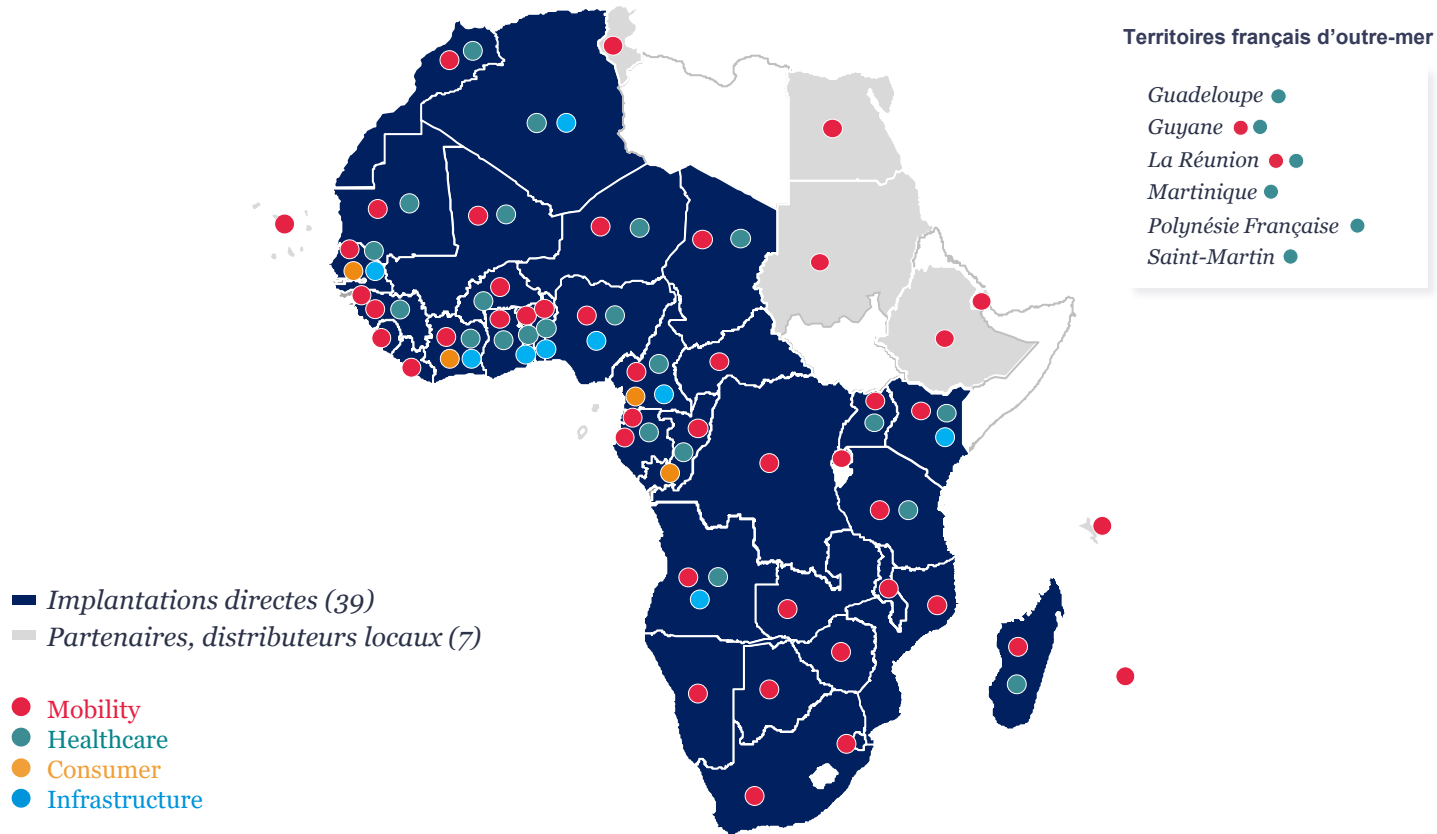 Territoires français d’outre-mer
Guadeloupe
Guyane
La Réunion
Martinique
Polynésie Française
Saint-Martin
Implantations directes (39)
Partenaires, distributeurs locaux (7)
Mobility
Healthcare
Consumer
Infrastructure